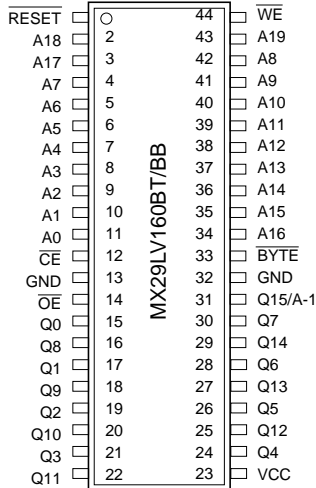 RESET 44 WE
A18 2 43 A19
A17 3 42 A8
A7 4 41 A9
A6 5 40 A10
A5 6 39 A11
A4 7 38 A12
A3 8 37 A13
A2 9 36 A14
A1 10 35 A15
A0 11 34 A16
CE 12 33 BYTE
GND 13 32 GND
OE 14 31 Q15/A-1
Q0 15 30 Q7
Q8 16 29 Q14
Q1 17 28 Q6
Q9 18 27 Q13
Q2 19 26 Q5
Q10 20 25 Q12
Q3 21 24 Q4
Q11 22 23 VCC
MX29LV160BT/BB